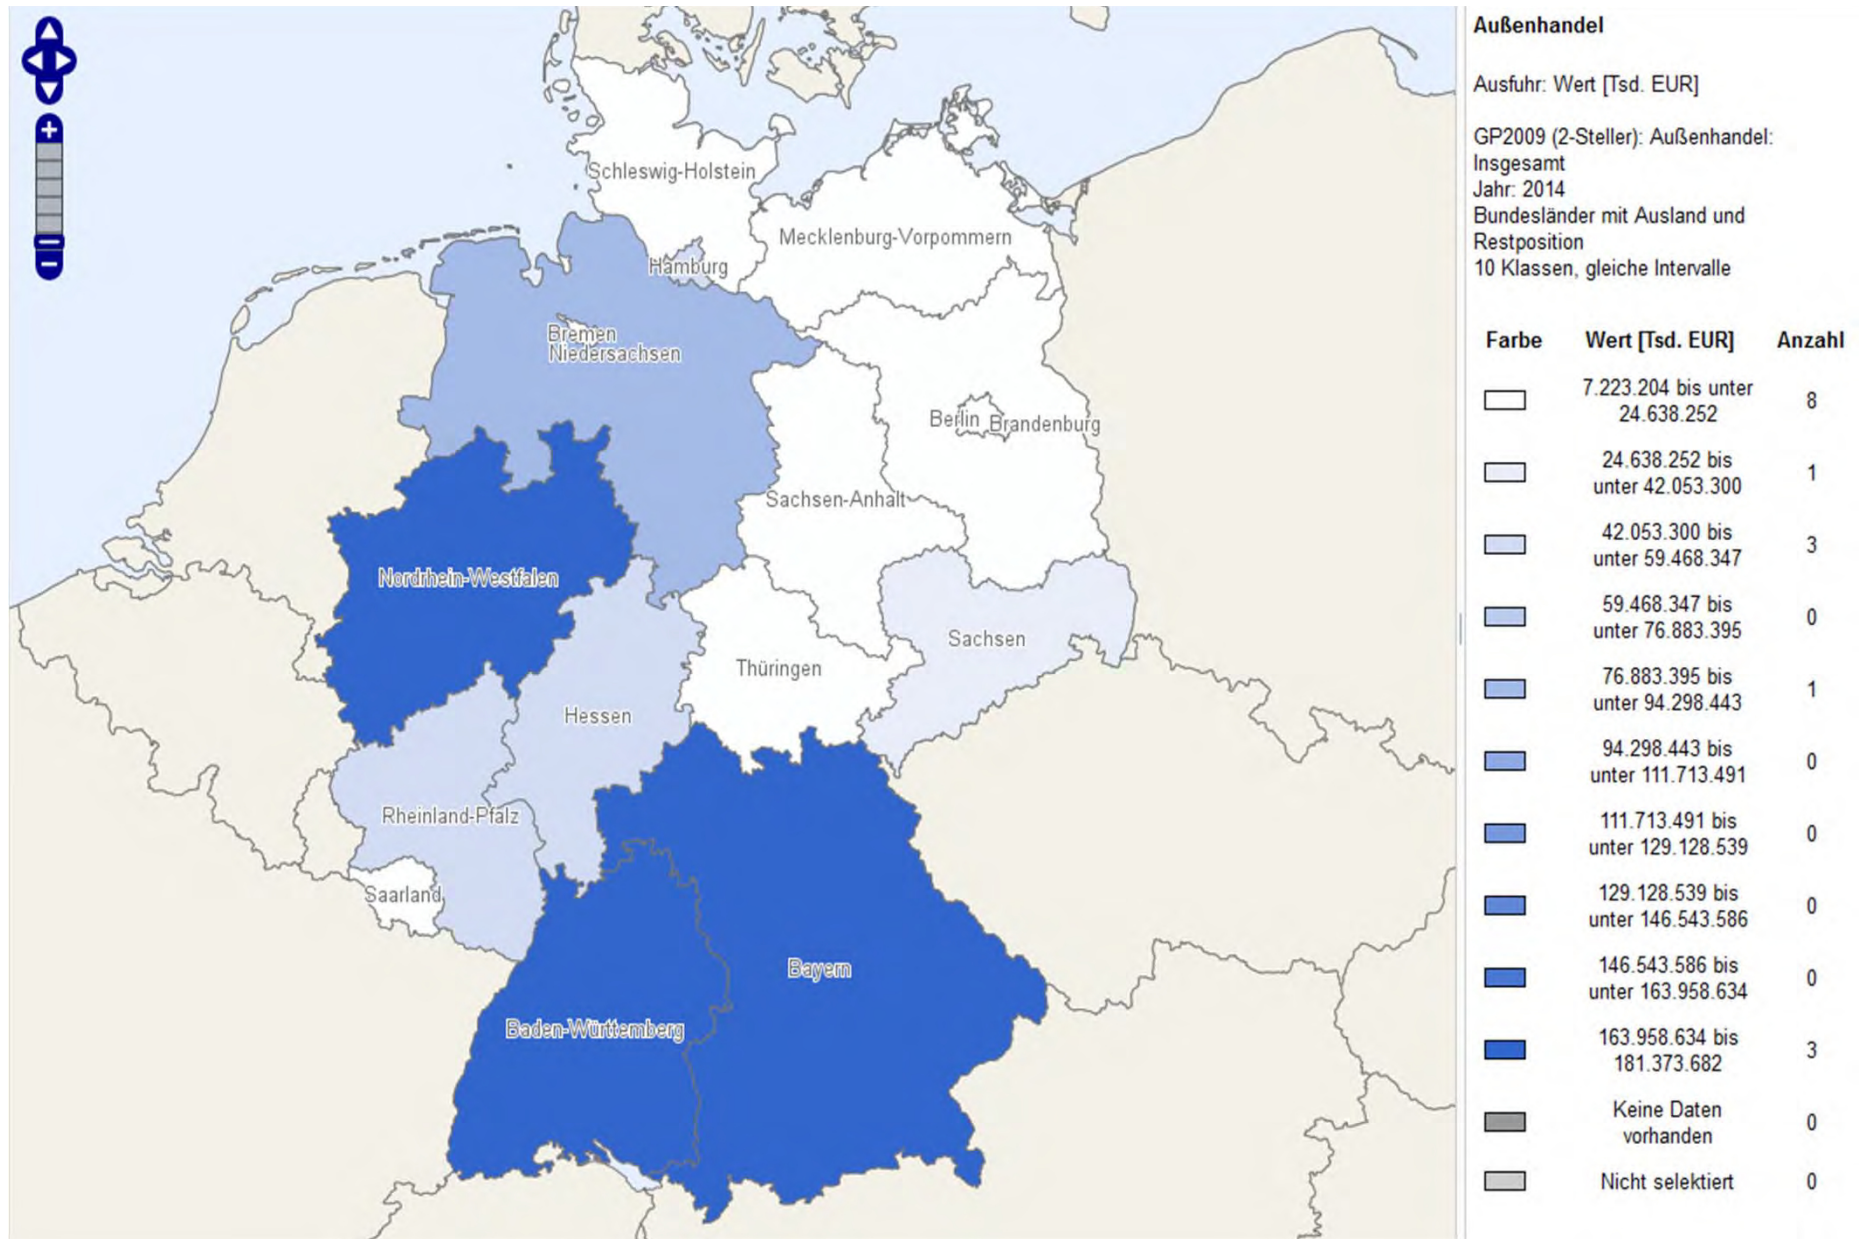 Schleswig-Holstein
Mecklenburg-Vorpommern
Hamburg
Bremen
Niedersachsen
Berlin
Brandenburg
Sachsen-Anhalt
Nordrhein-Westfalen
Sachsen
Thüringen
Hessen
Rheinland-Pfalz
Saarland
Bayern
Baden-Württemberg
Außenhandel
Ausfuhr: Wert [Tsd. EUR]
GP2009 (2-Steller): Außenhandel:
Insgesamt
Jahr: 2014
Bundesländer mit Ausland und
Restposition
10 Klassen, gleiche Intervalle
Farbe Wert [Tsd. EUR] Anzahl
7.223.204 bis unter
24.638.252
8
24.638.252 bis
unter 42.053.300
1
42.053.300 bis
unter 59.468.347
3
59.468.347 bis
unter 76.883.395
0
76.883.395 bis
unter 94.298.443
1
94.298.443 bis
unter 111.713.491
0
111.713.491 bis
unter 129.128.539
0
129.128.539 bis
unter 146.543.586
0
146.543.586 bis
unter 163.958.634
0
163.958.634 bis
181.373.682
3
Keine Daten
vorhanden
0
Nicht selektiert
0